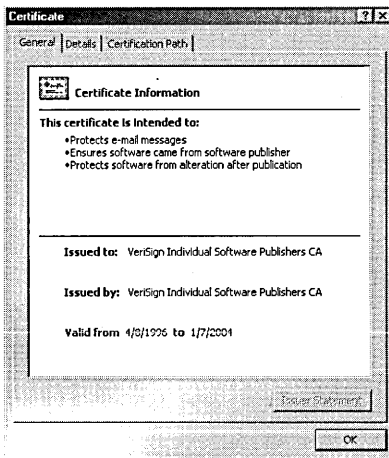 Certificate
General Details Certification Path
Certificate Information
This certificate is intended to:
•Protects e-mail messages
•Ensures software came from software publisher
•Protects software from alteration after publication
Issued to: VeriSign Individual Software Publishers CA
Issued by: VeriSign Individual Software Publishers CA
Valid from 4/8/1996 to 1/7/2004
Issuer Statement
OK